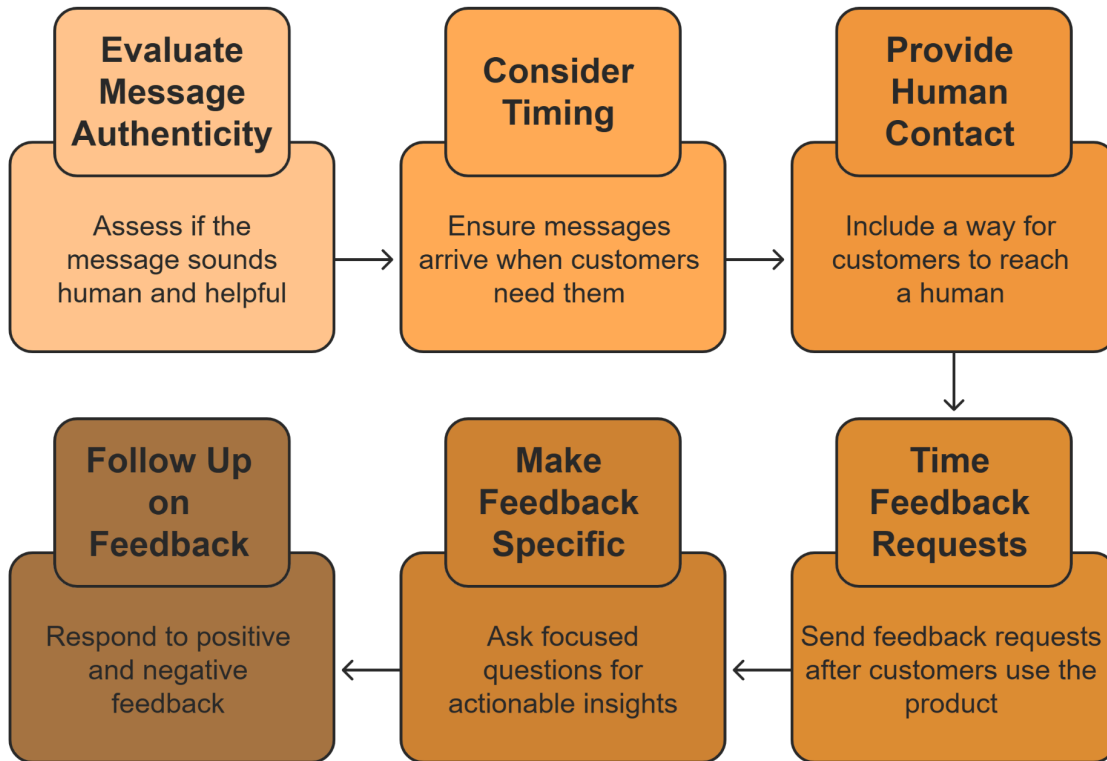 Evaluate
Message
Authenticity
Assess if the
message sounds
human and helpful
Consider
Timing
Ensure messages
arrive when customers
need them
Provide
Human
Contact
Include a way for
customers to reach
a human
Time
Feedback
Requests
Send feedback requests
after customers use the
product
Make
Feedback
Specific
Ask focused
questions for
actionable insights
Follow Up
on
Feedback
Respond to positive
and negative
feedback